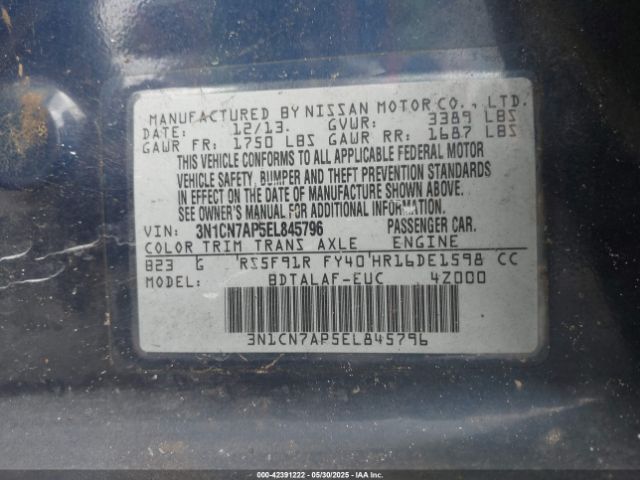 MANUFACTURED BY NISSAN MOTOR CO., LTD.
DATE: 12/13. GVWR: 3389 LBS
GAWR FR: 1750 LBS GAWR RR: 1687 LBS
THIS VEHICLE CONFORMS TO ALL APPLICABLE FEDERAL MOTOR
VEHICLE SAFETY, BUMPER AND THEFT PREVENTION STANDARDS
IN EFFECT ON THE DATE OF MANUFACTURE SHOWN ABOVE.
SEE OWNER'S MANUAL FOR ADDITIONAL INFORMATION.
VIN: 3N1CN7AP5EL845796 PASSENGER CAR.
COLOR TRIM TRANS AXLE ENGINE
B23 G RS5F91R FY40 HR16DE1598 CC
MODEL: BDTALAF-EUC 4Z000
3N1CN7AP5EL845796
000-42391222 - 05/30/2025 - IAAI.com